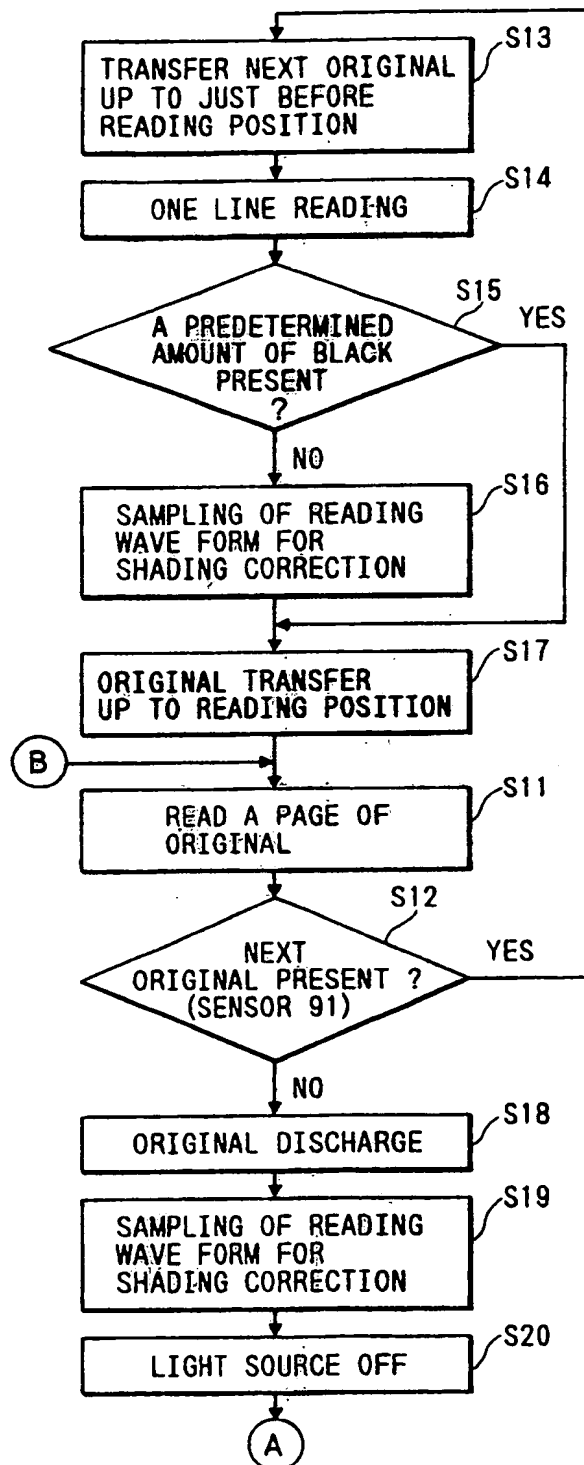 S13
TRANSFER NEXT ORIGINAL
UP TO JUST BEFORE
READING POSITION
S14
ONE LINE READING
S15
YES
A PREDETERMINED
AMOUNT OF BLACK
PRESENT
?
NO
S16
SAMPLING OF READING
WAVE FORM FOR
SHADING CORRECTION
S17
ORIGINAL TRANSFER
UP TO READING POSITION
B
S11
READ A PAGE OF
ORIGINAL
S12
YES
NEXT
ORIGINAL PRESENT ?
(SENSOR 91)
NO
S18
ORIGINAL DISCHARGE
S19
SAMPLING OF READING
WAVE FORM FOR
SHADING CORRECTION
S20
LIGHT SOURCE OFF
A